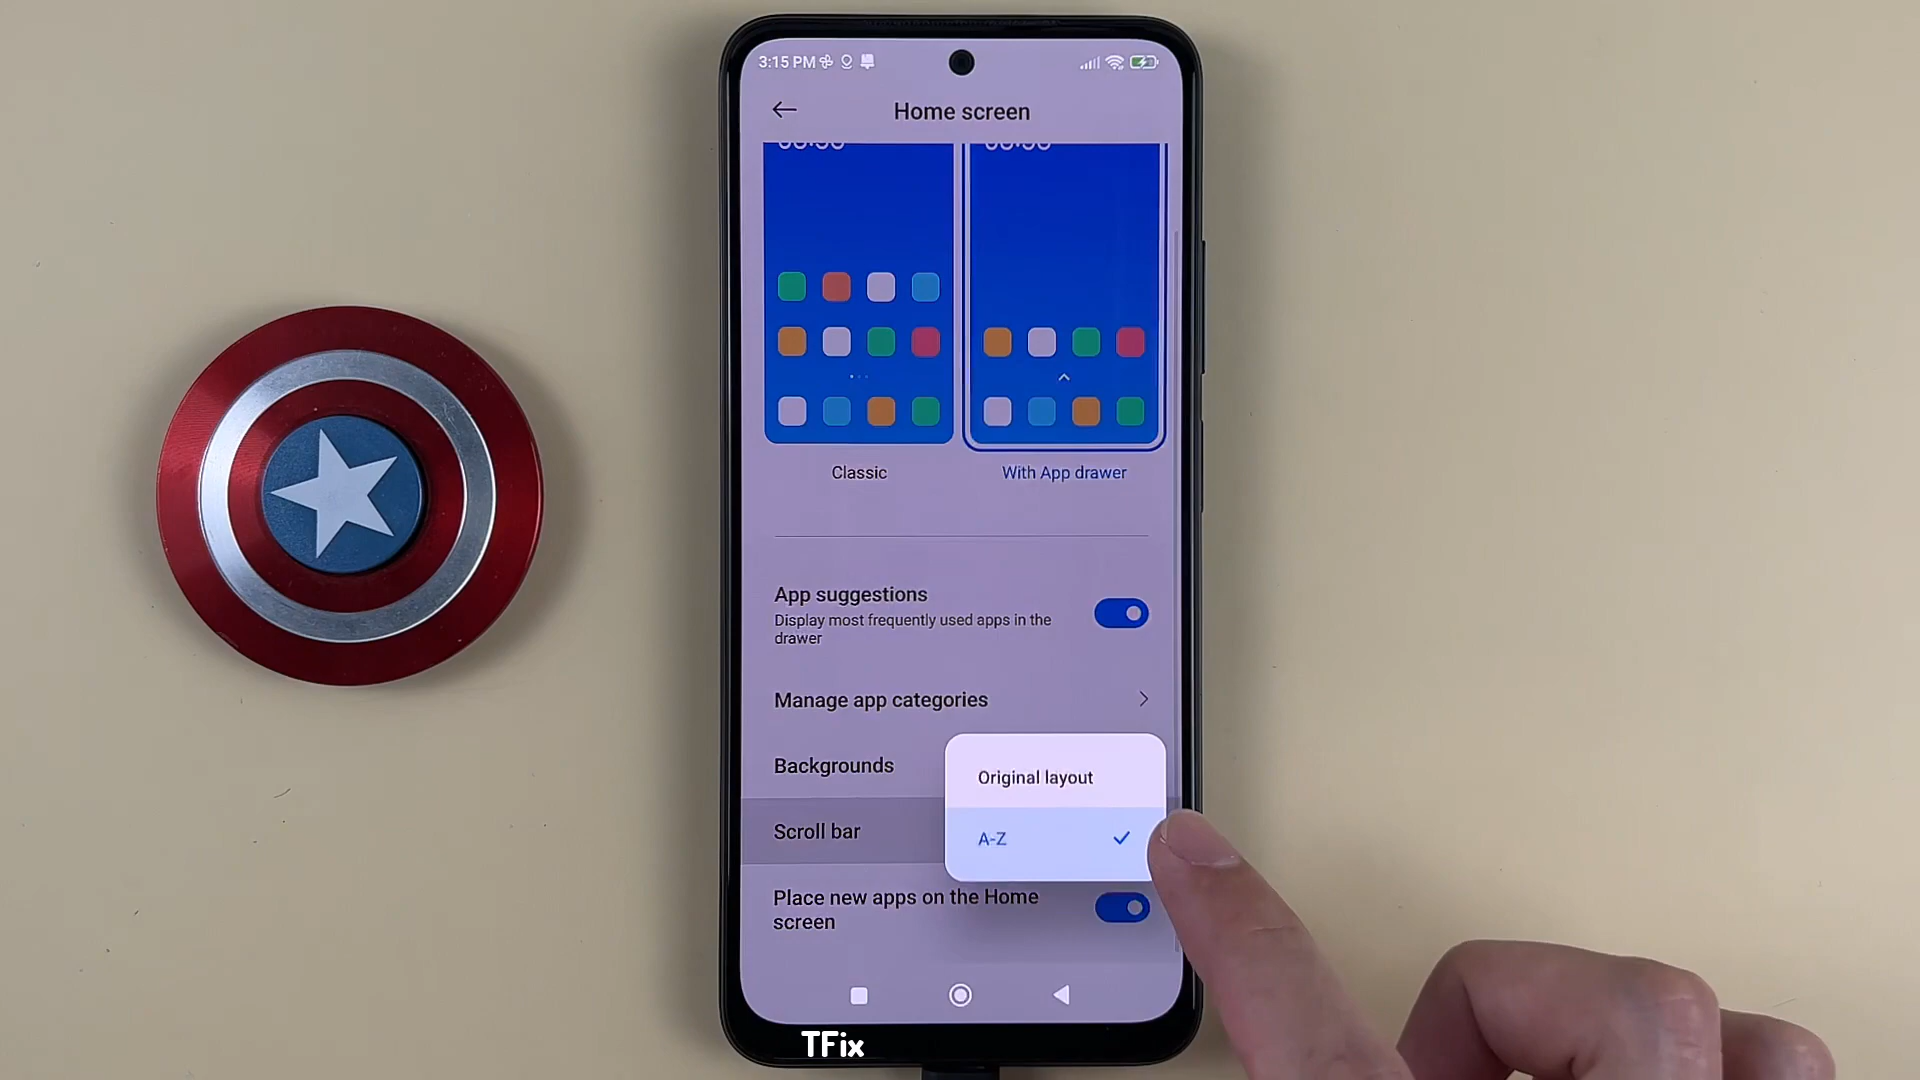 3:15 PM
Home screen
Classic
With App drawer
App suggestions
Display most frequently used apps in the
drawer
Manage app categories
Backgrounds
Original layout
Scroll bar
A-Z
Place new apps on the Home
screen
TFix